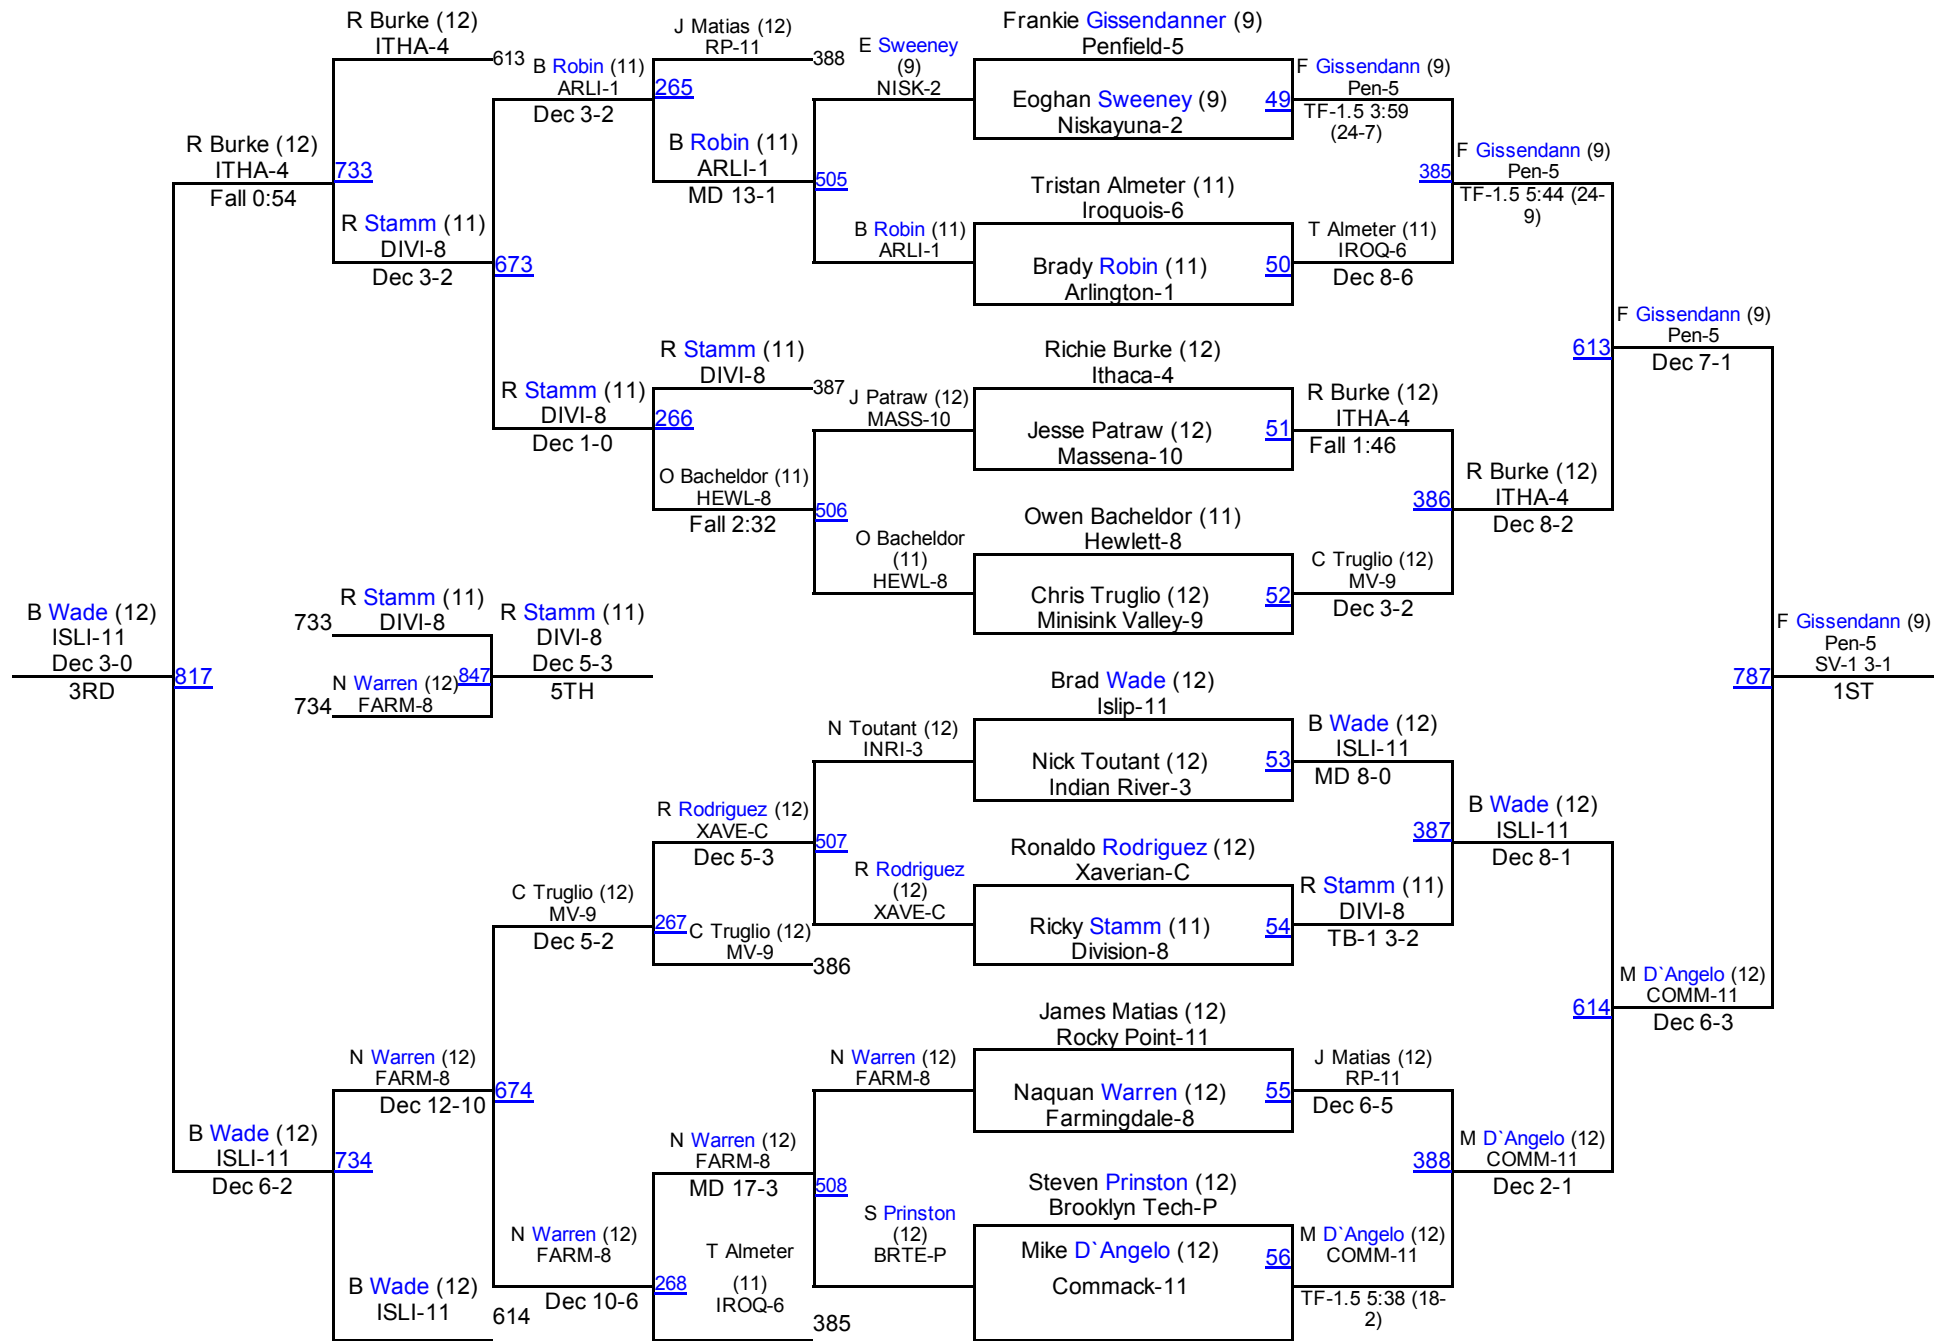 R Burke (12)
ITHA-4
613
R Burke (12)
ITHA-4
Fall 0:54
733
R Stamm (11)
DIVI-8
Dec 3-2
B Robin (11)
ARLI-1
Dec 3-2
673
R Stamm (11)
DIVI-8
Dec 1-0
J Matias (12)
RP-11
388
265
B Robin (11)
ARLI-1
MD 13-1
R Stamm (11)
DIVI-8
387
266
O Bacheldor (11)
HEWL-8
Fall 2:32
E Sweeney
(9)
NISK-2
505
B Robin (11)
ARLI-1
J Patraw (12)
MASS-10
506
O Bacheldor
(11)
HEWL-8
Frankie Gissendanner (9)
Penfield-5
Eoghan Sweeney (9)
Niskayuna-2
49
Tristan Almeter (11)
Iroquois-6
Brady Robin (11)
Arlington-1
50
Richie Burke (12)
Ithaca-4
Jesse Patraw (12)
Massena-10
51
Owen Bacheldor (11)
Hewlett-8
Chris Truglio (12)
Minisink Valley-9
52
F Gissendann (9)
Pen-5
TF-1.5 3:59
(24-7)
385
T Almeter (11)
IROQ-6
Dec 8-6
R Burke (12)
ITHA-4
Fall 1:46
386
C Truglio (12)
MV-9
Dec 3-2
F Gissendann (9)
Pen-5
TF-1.5 5:44 (24-
9)
613
R Burke (12)
ITHA-4
Dec 8-2
F Gissendann (9)
Pen-5
Dec 7-1
B Wade (12)
ISLI-11
Dec 3-0
3RD
817
733
R Stamm (11)
DIVI-8
734
N Warren (12)
FARM-8
847
R Stamm (11)
DIVI-8
Dec 5-3
5TH
787
F Gissendann (9)
Pen-5
SV-1 3-1
1ST
B Wade (12)
ISLI-11
Dec 6-2
734
N Warren (12)
FARM-8
Dec 12-10
B Wade (12)
ISLI-11
614
C Truglio (12)
MV-9
Dec 5-2
674
N Warren (12)
FARM-8
Dec 10-6
R Rodriguez (12)
XAVE-C
Dec 5-3
267
C Truglio (12)
MV-9
386
N Warren (12)
FARM-8
MD 17-3
268
T Almeter
(11)
IROQ-6
385
N Toutant (12)
INRI-3
507
R Rodriguez
(12)
XAVE-C
N Warren (12)
FARM-8
508
S Prinston
(12)
BRTE-P
Brad Wade (12)
Islip-11
Nick Toutant (12)
Indian River-3
53
Ronaldo Rodriguez (12)
Xaverian-C
Ricky Stamm (11)
Division-8
54
James Matias (12)
Rocky Point-11
Naquan Warren (12)
Farmingdale-8
55
Steven Prinston (12)
Brooklyn Tech-P
Mike D`Angelo (12)
Commack-11
56
B Wade (12)
ISLI-11
MD 8-0
387
R Stamm (11)
DIVI-8
TB-1 3-2
J Matias (12)
RP-11
Dec 6-5
388
M D`Angelo (12)
COMM-11
TF-1.5 5:38 (18-
2)
B Wade (12)
ISLI-11
Dec 8-1
614
M D`Angelo (12)
COMM-11
Dec 2-1
M D`Angelo (12)
COMM-11
Dec 6-3